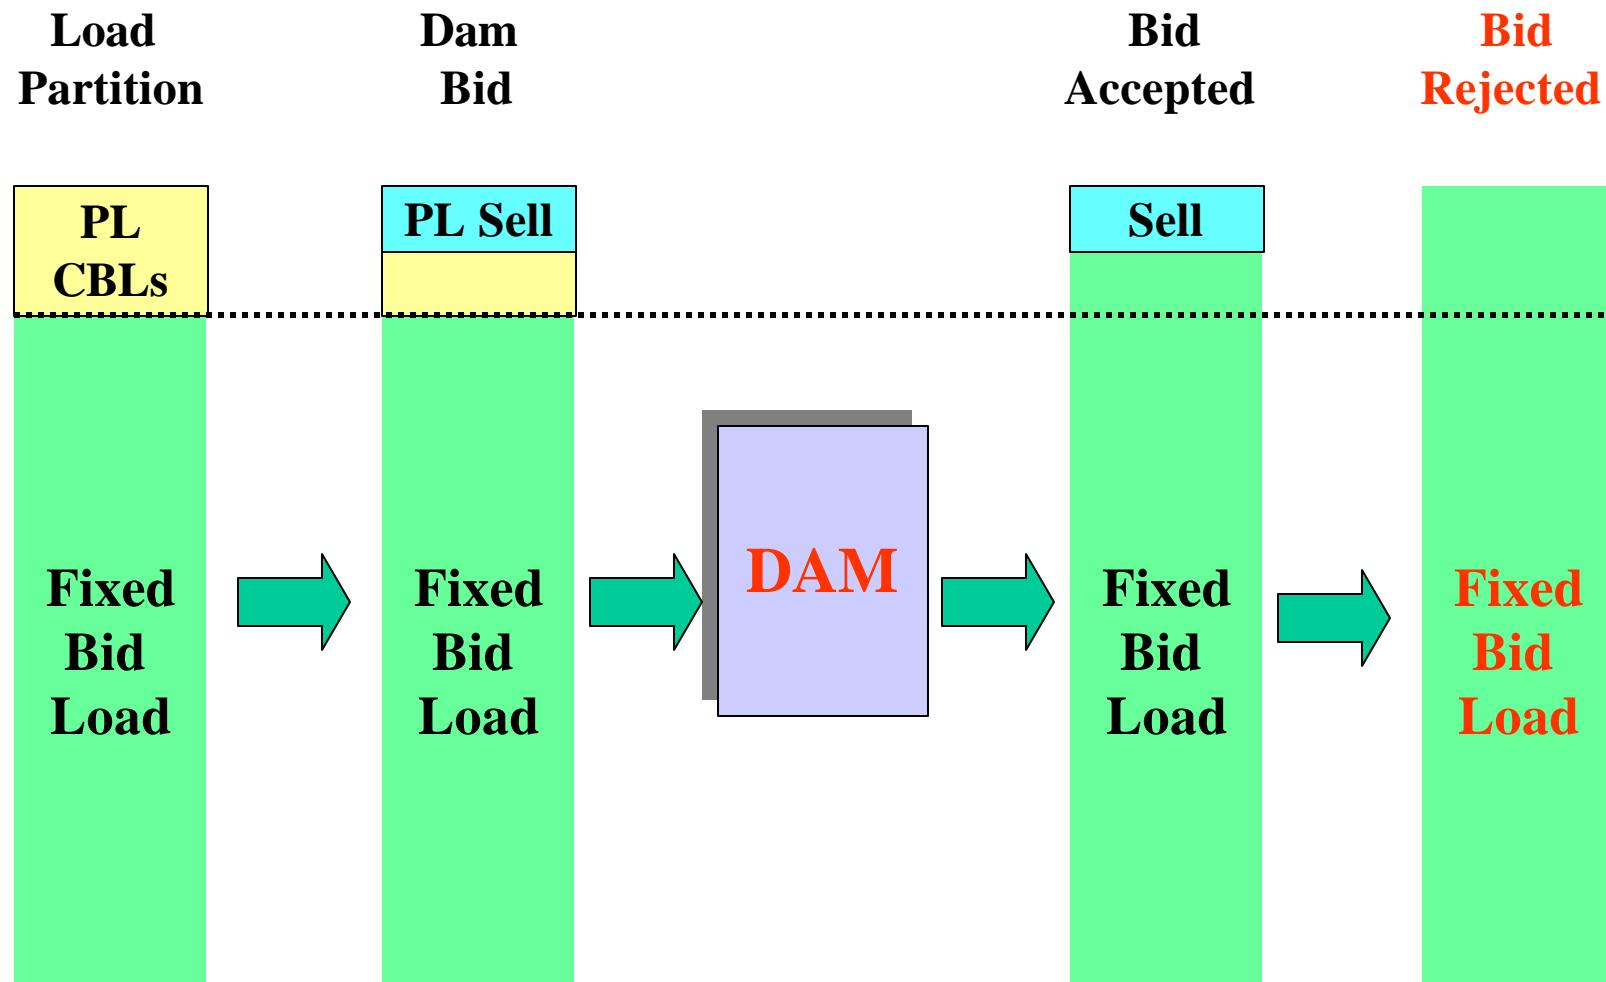 Load
Partition
Dam
Bid
Bid
Accepted
Bid
Rejected
PL
CBLs
PL Sell
Sell
Fixed
Bid
Load
Fixed
Bid
Load
DAM
Fixed
Bid
Load
Fixed
Bid
Load